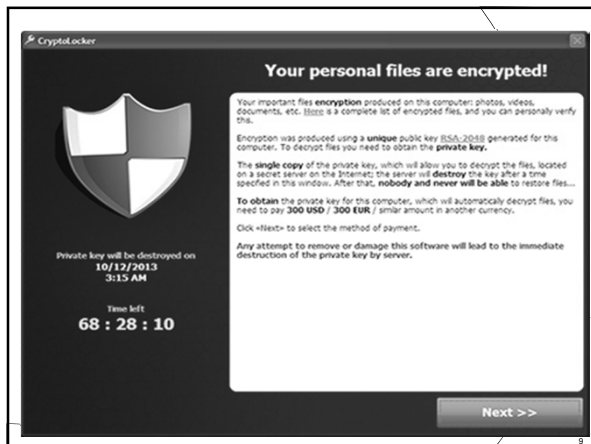 CryptoLocker
Your personal files are encrypted!
Your important files encryption produced on this computer: photos, videos,
documents, etc. Here is a complete list of encrypted files, and you can personally verify
this.
Encryption was produced using a unique public key RSA-2048 generated for this
computer. To decrypt files you need to obtain the private key.
The single copy of the private key, which will allow you to decrypt the files, located
on a secret server on the Internet; the server will destroy the key after a time
specified in this window. After that, nobody and never will be able to restore files...
To obtain the private key for this computer, which will automatically decrypt files, you
need to pay 300 USD / 300 EUR / similar amount in another currency.
Click «Next» to select the method of payment.
Any attempt to remove or damage this software will lead to the immediate
destruction of the private key by server.
Private key will be destroyed on
10/12/2013
3:15 AM
Time left
68 : 28 : 10
Next >>
9